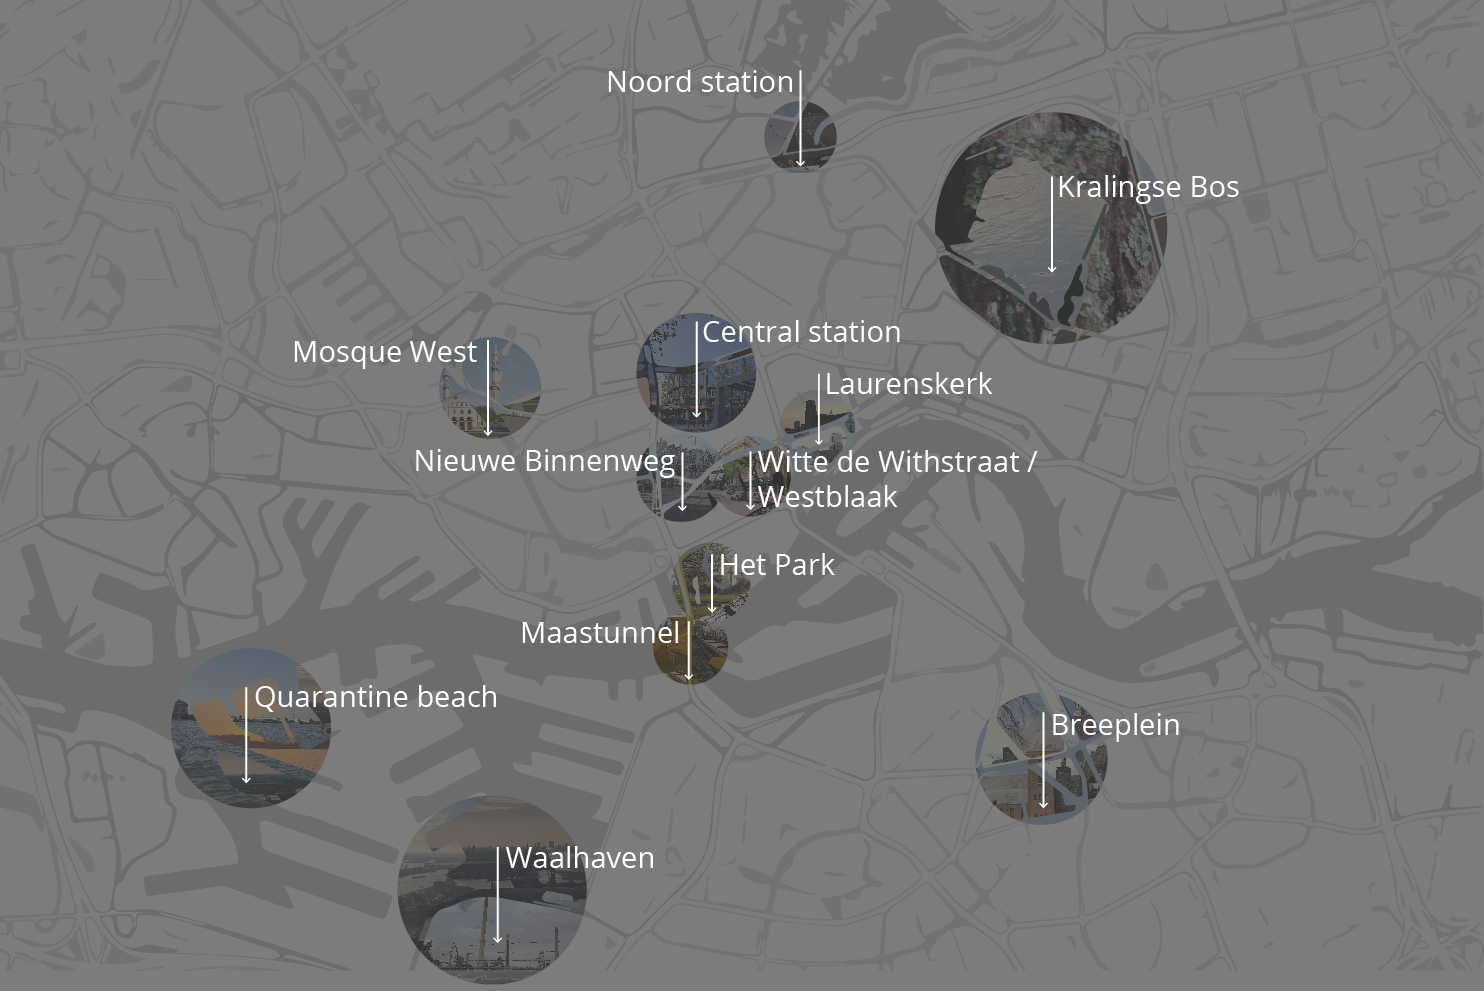 Noord station
Kralingse Bos
Central station
Mosque West
Laurenskerk
Nieuwe Binnenweg
Witte de Withstraat /
Westblaak
Het Park
Maastunnel
Quarantine beach
Breeplein
Waalhaven